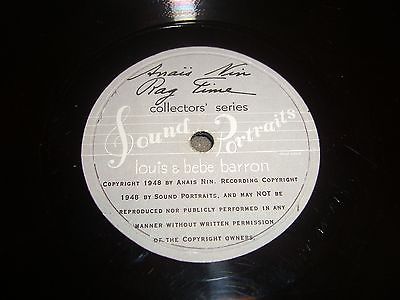 Anaïs Nin
Rag Time
collectors' series
Sound Portraits
louis & bebe barron
COPYRIGHT 1948 BY ANAIS NIN. RECORDING COPYRIGHT
1948 BY SOUND PORTRAITS, AND MAY NOT BE
REPRODUCED NOR PUBLICLY PERFORMED IN ANY
MANNER WITHOUT WRITTEN PERMISSION
OF THE COPYRIGHT OWNERS.